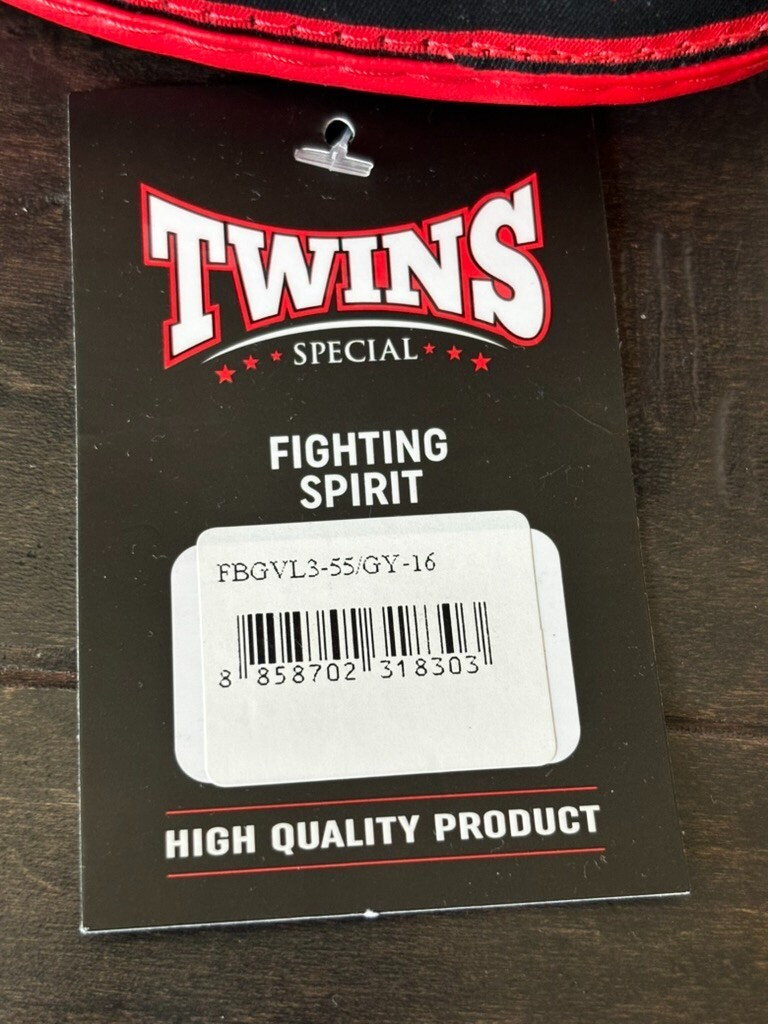 TWINS
SPECIAL
FIGHTING
SPIRIT
FBGVL3-55/GY-16
8 858702 318303
HIGH QUALITY PRODUCT